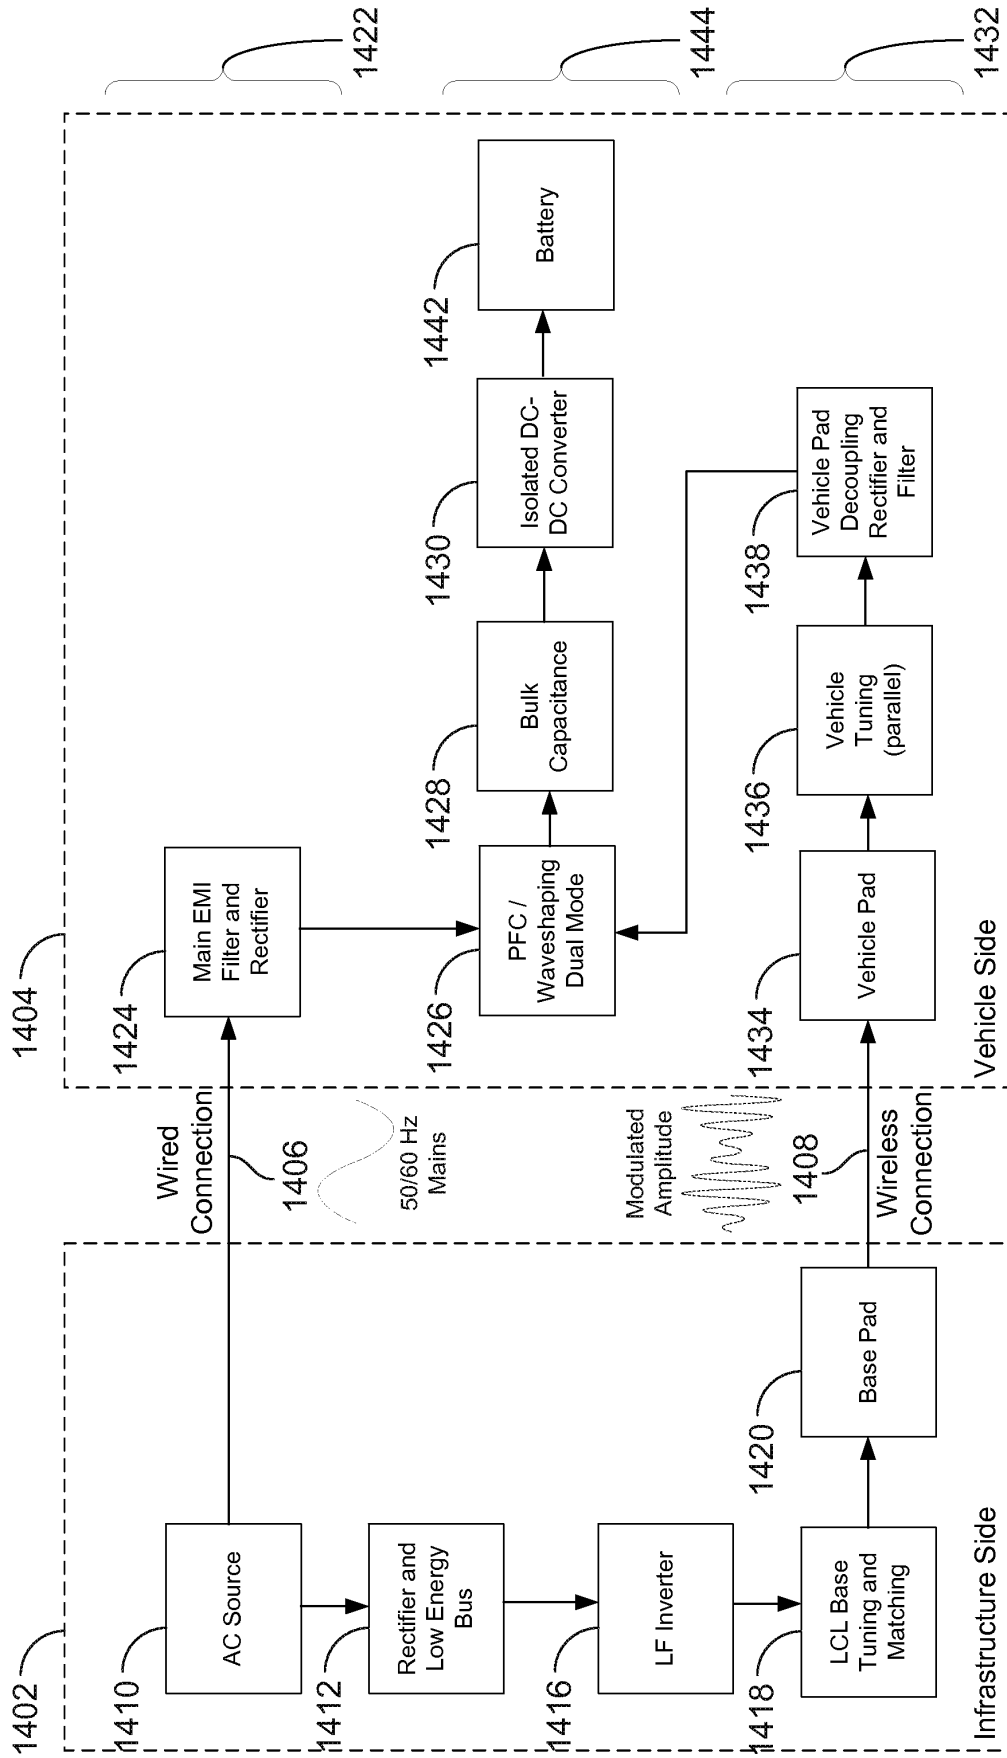 1402
1404
1410
AC Source
1412
Rectifier and
Low Energy
Bus
1416
LF Inverter
1418
LCL Base
Tuning and
Matching
1420
Base Pad
Infrastructure Side
Wired
Connection
1406
50/60 Hz
Mains
Modulated
Amplitude
1408
Wireless
Connection
1424
Main EMI
Filter and
Rectifier
1426
PFC /
Waveshaping
Dual Mode
1428
Bulk
Capacitance
1430
Isolated DC-
DC Converter
1442
Battery
1434
Vehicle Pad
1436
Vehicle
Tuning
(parallel)
1438
Vehicle Pad
Decoupling
Rectifier and
Filter
Vehicle Side
1422
1444
1432